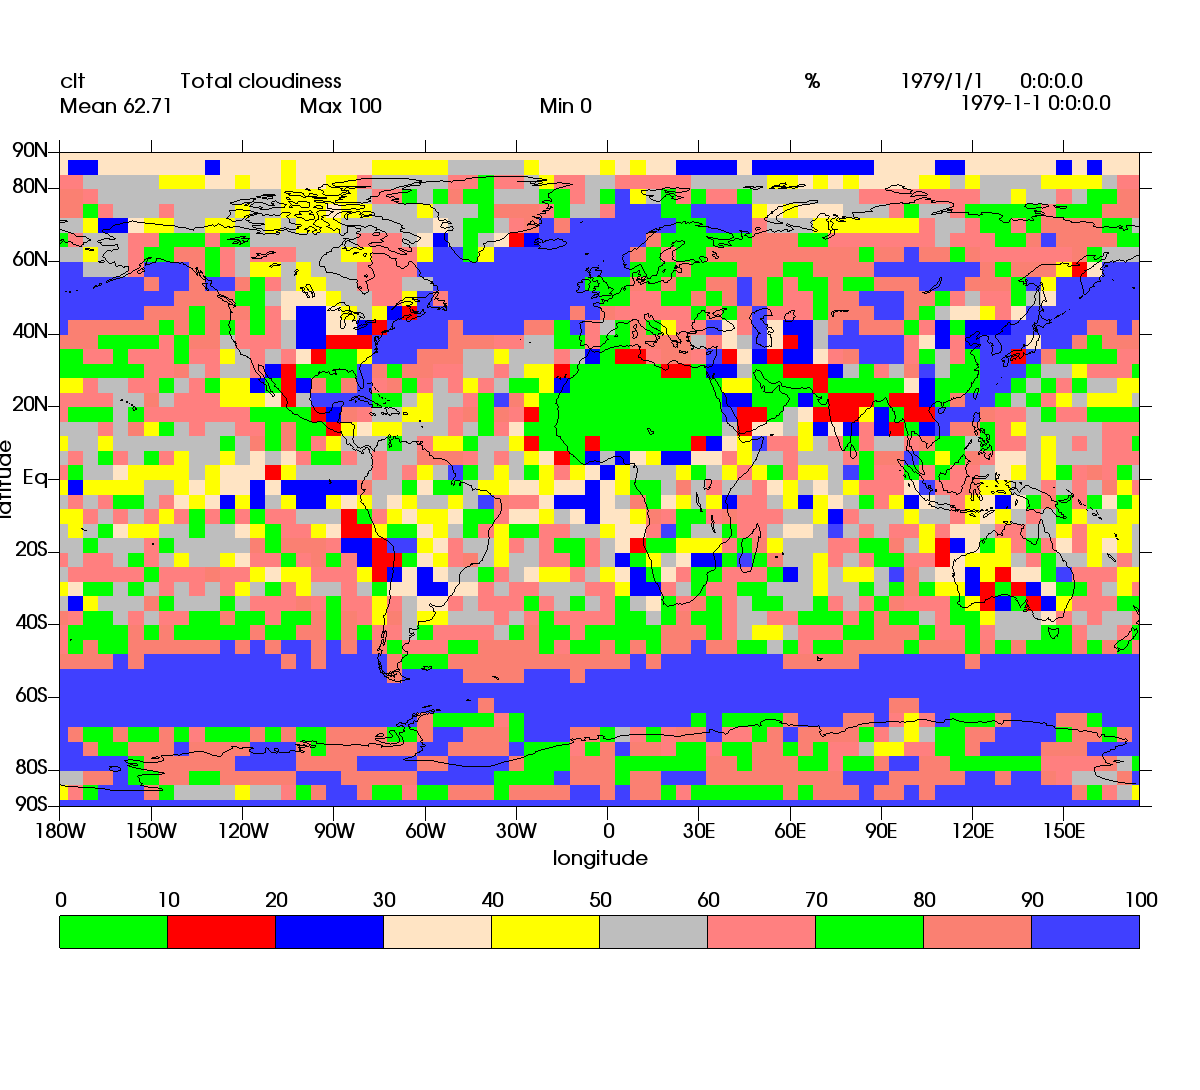 clt Total cloudiness % 1979/1/1 0:0:0.0
Mean 62.71 Max 100 Min 0 1979-1-1 0:0:0.0
90N
80N
60N
40N
20N
Eq
20S
40S
60S
80S
90S
latitude
180W 150W 120W 90W 60W 30W 0 30E 60E 90E 120E 150E
longitude
0 10 20 30 40 50 60 70 80 90 100